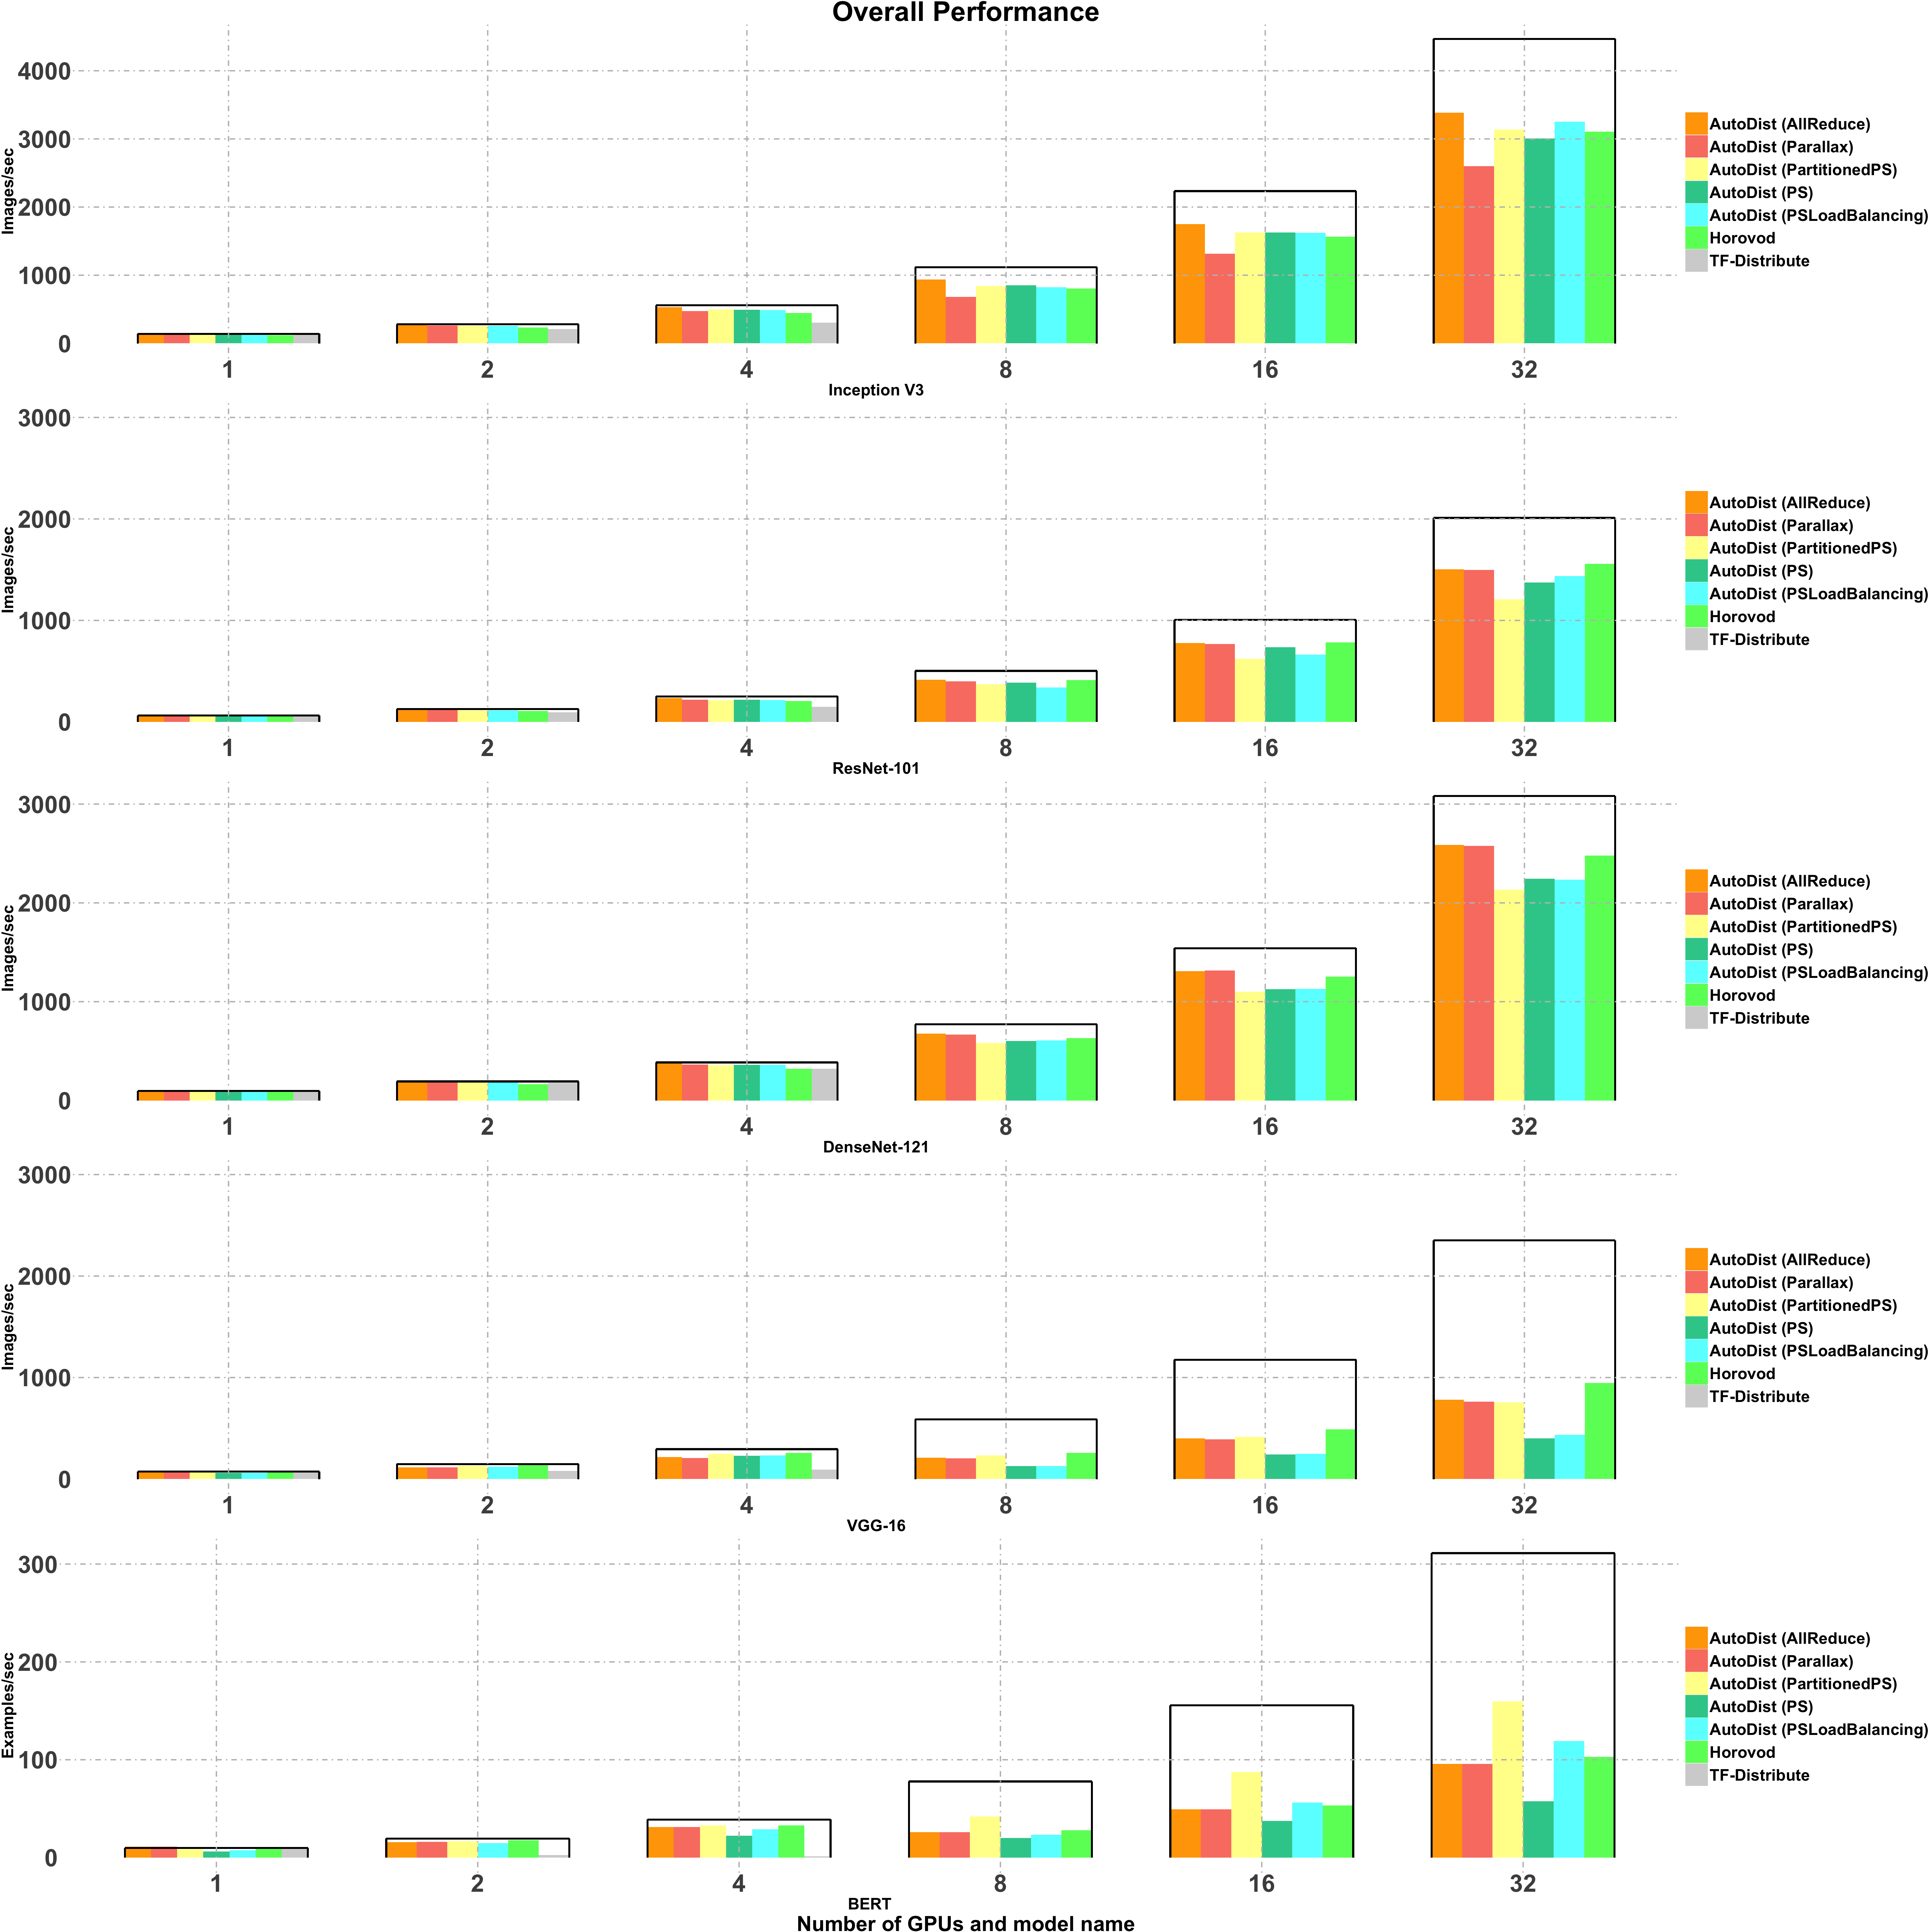 Overall Performance
4000
3000
2000
1000
0
Images/sec
1 2 4 8 16 32
Inception V3
AutoDist (AllReduce)
AutoDist (Parallax)
AutoDist (PartitionedPS)
AutoDist (PS)
AutoDist (PSLoadBalancing)
Horovod
TF-Distribute
3000
2000
1000
0
Images/sec
1 2 4 8 16 32
ResNet-101
AutoDist (AllReduce)
AutoDist (Parallax)
AutoDist (PartitionedPS)
AutoDist (PS)
AutoDist (PSLoadBalancing)
Horovod
TF-Distribute
3000
2000
1000
0
Images/sec
1 2 4 8 16 32
DenseNet-121
AutoDist (AllReduce)
AutoDist (Parallax)
AutoDist (PartitionedPS)
AutoDist (PS)
AutoDist (PSLoadBalancing)
Horovod
TF-Distribute
3000
2000
1000
0
Images/sec
1 2 4 8 16 32
VGG-16
AutoDist (AllReduce)
AutoDist (Parallax)
AutoDist (PartitionedPS)
AutoDist (PS)
AutoDist (PSLoadBalancing)
Horovod
TF-Distribute
300
200
100
0
Examples/sec
1 2 4 8 16 32
BERT
AutoDist (AllReduce)
AutoDist (Parallax)
AutoDist (PartitionedPS)
AutoDist (PS)
AutoDist (PSLoadBalancing)
Horovod
TF-Distribute
Number of GPUs and model name